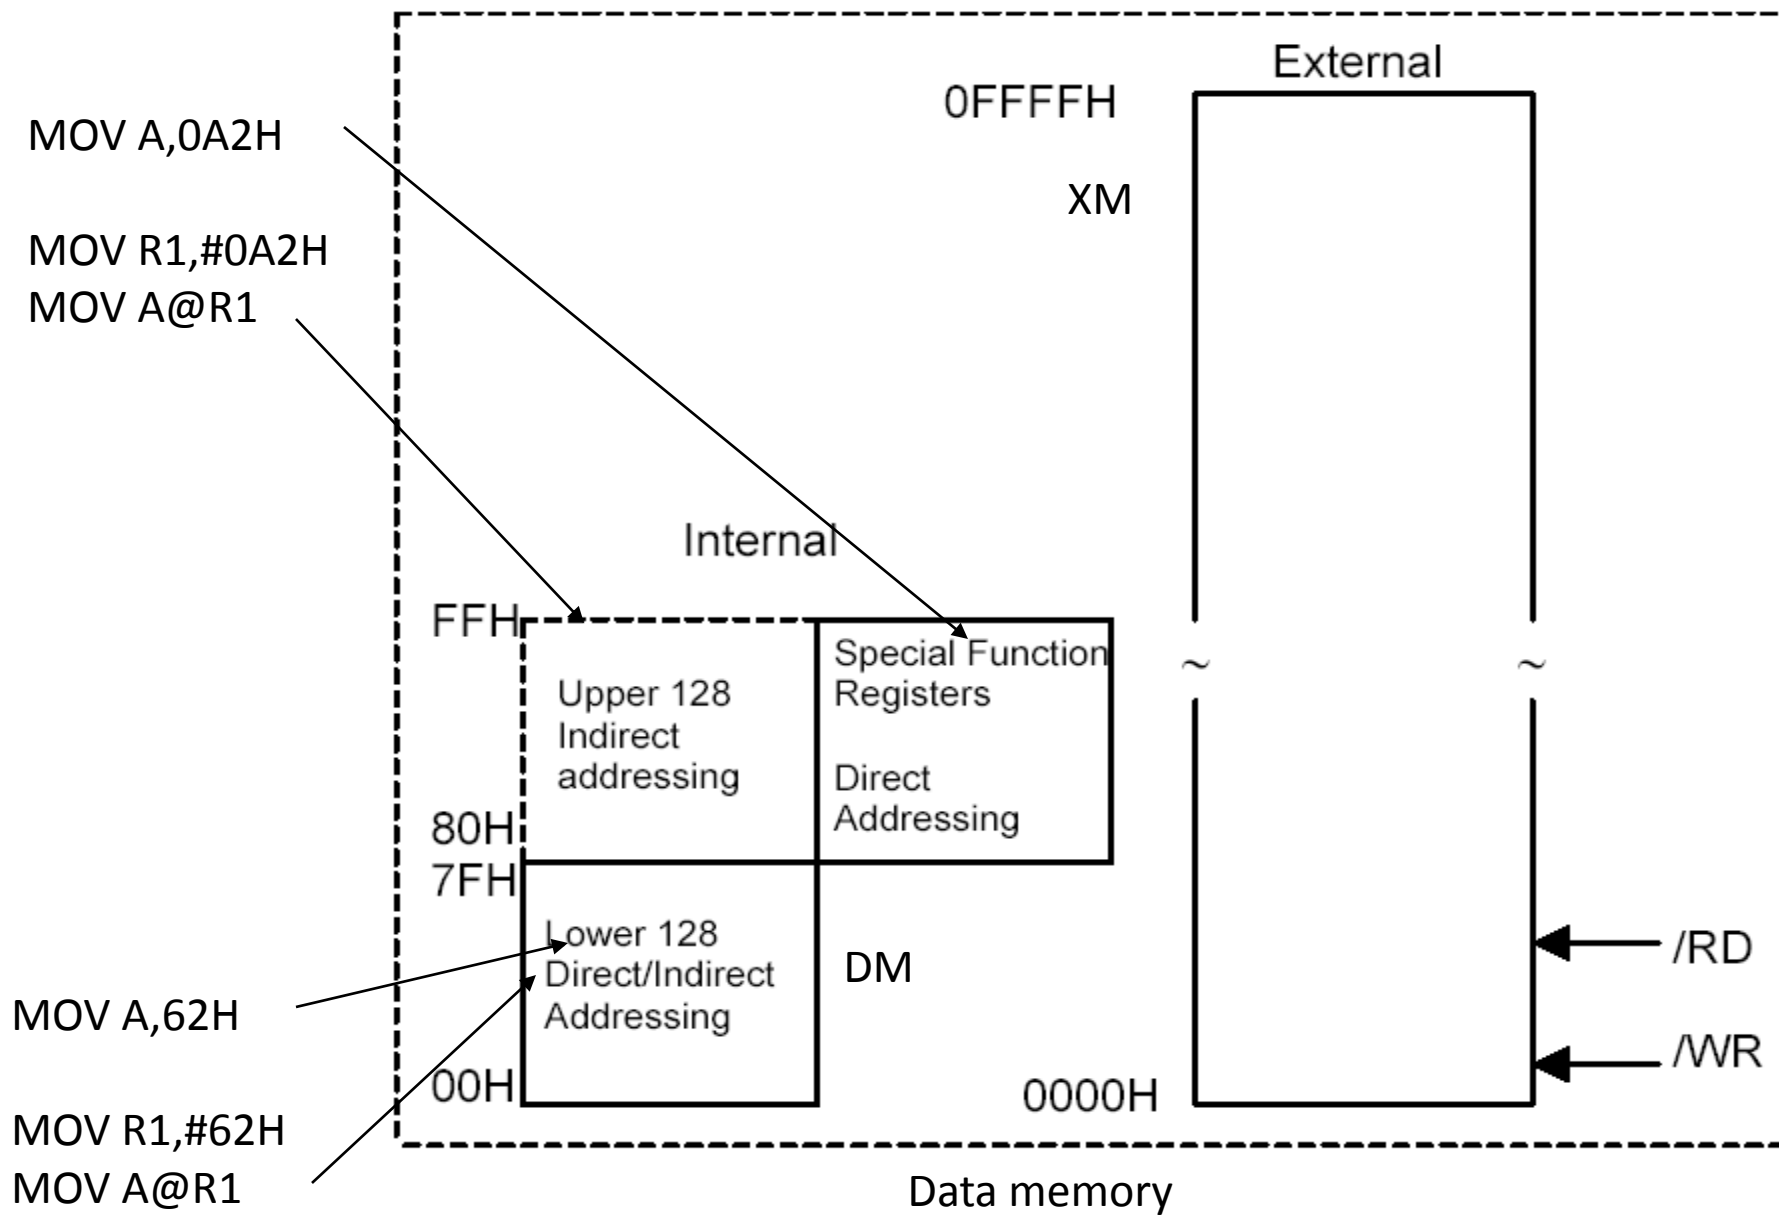 External
0FFFFH
MOV A,0A2H
XM
MOV R1,#0A2H
MOV A@R1
Internal
FFH
Special Function
Registers
Upper 128
Indirect
addressing
Direct
Addressing
80H
7FH
Lower 128
Direct/Indirect
Addressing
DM
/RD
MOV A,62H
/WR
00H
0000H
MOV R1,#62H
MOV A@R1
Data memory
~
~